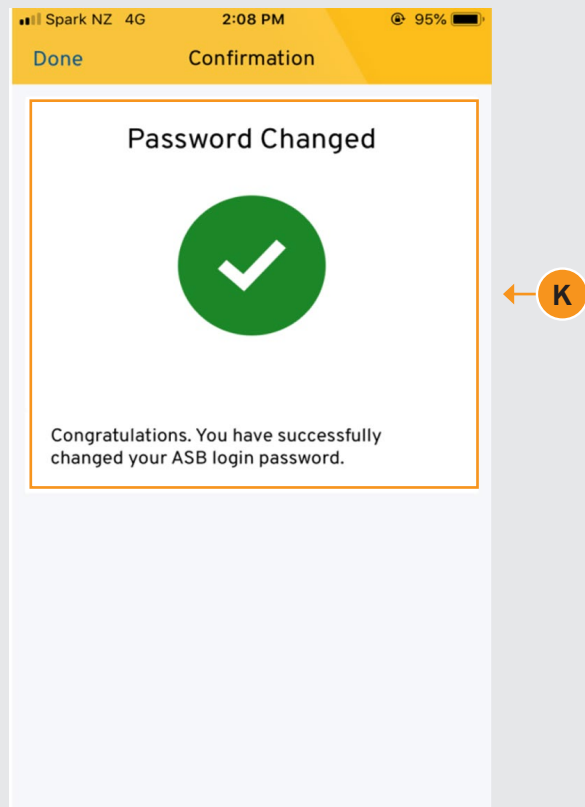 Spark NZ 4G 2:08 PM 95%
Done Confirmation
Password Changed
K
Congratulations. You have successfully
changed your ASB login password.